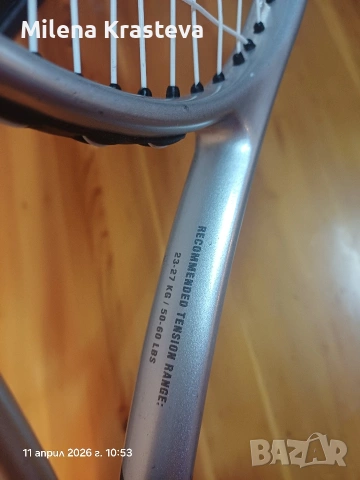 Milena Krasteva
RECOMMENDED TENSION RANGE:
23-27 KG / 50-60 LBS
11 април 2026 г. • 10:53
BAZAR